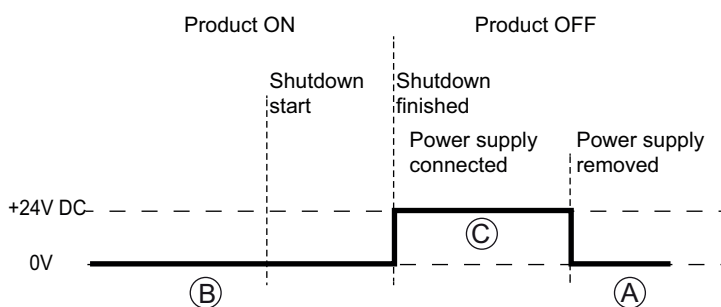 Product ON
Product OFF
Shutdown
start
Shutdown
finished
Power supply
connected
Power supply
removed
+24V DC
0V
B
C
A